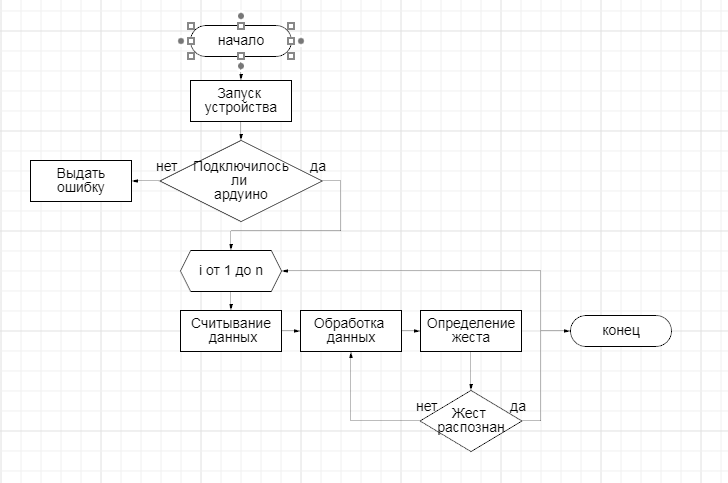 начало
Запуск
устройства
нет
Подключилось
да
ли
ардуино
Выдать
ошибку
i от 1 до n
Считывание
данных
Обработка
данных
Определение
жеста
конец
нет
Жест
да
распознан